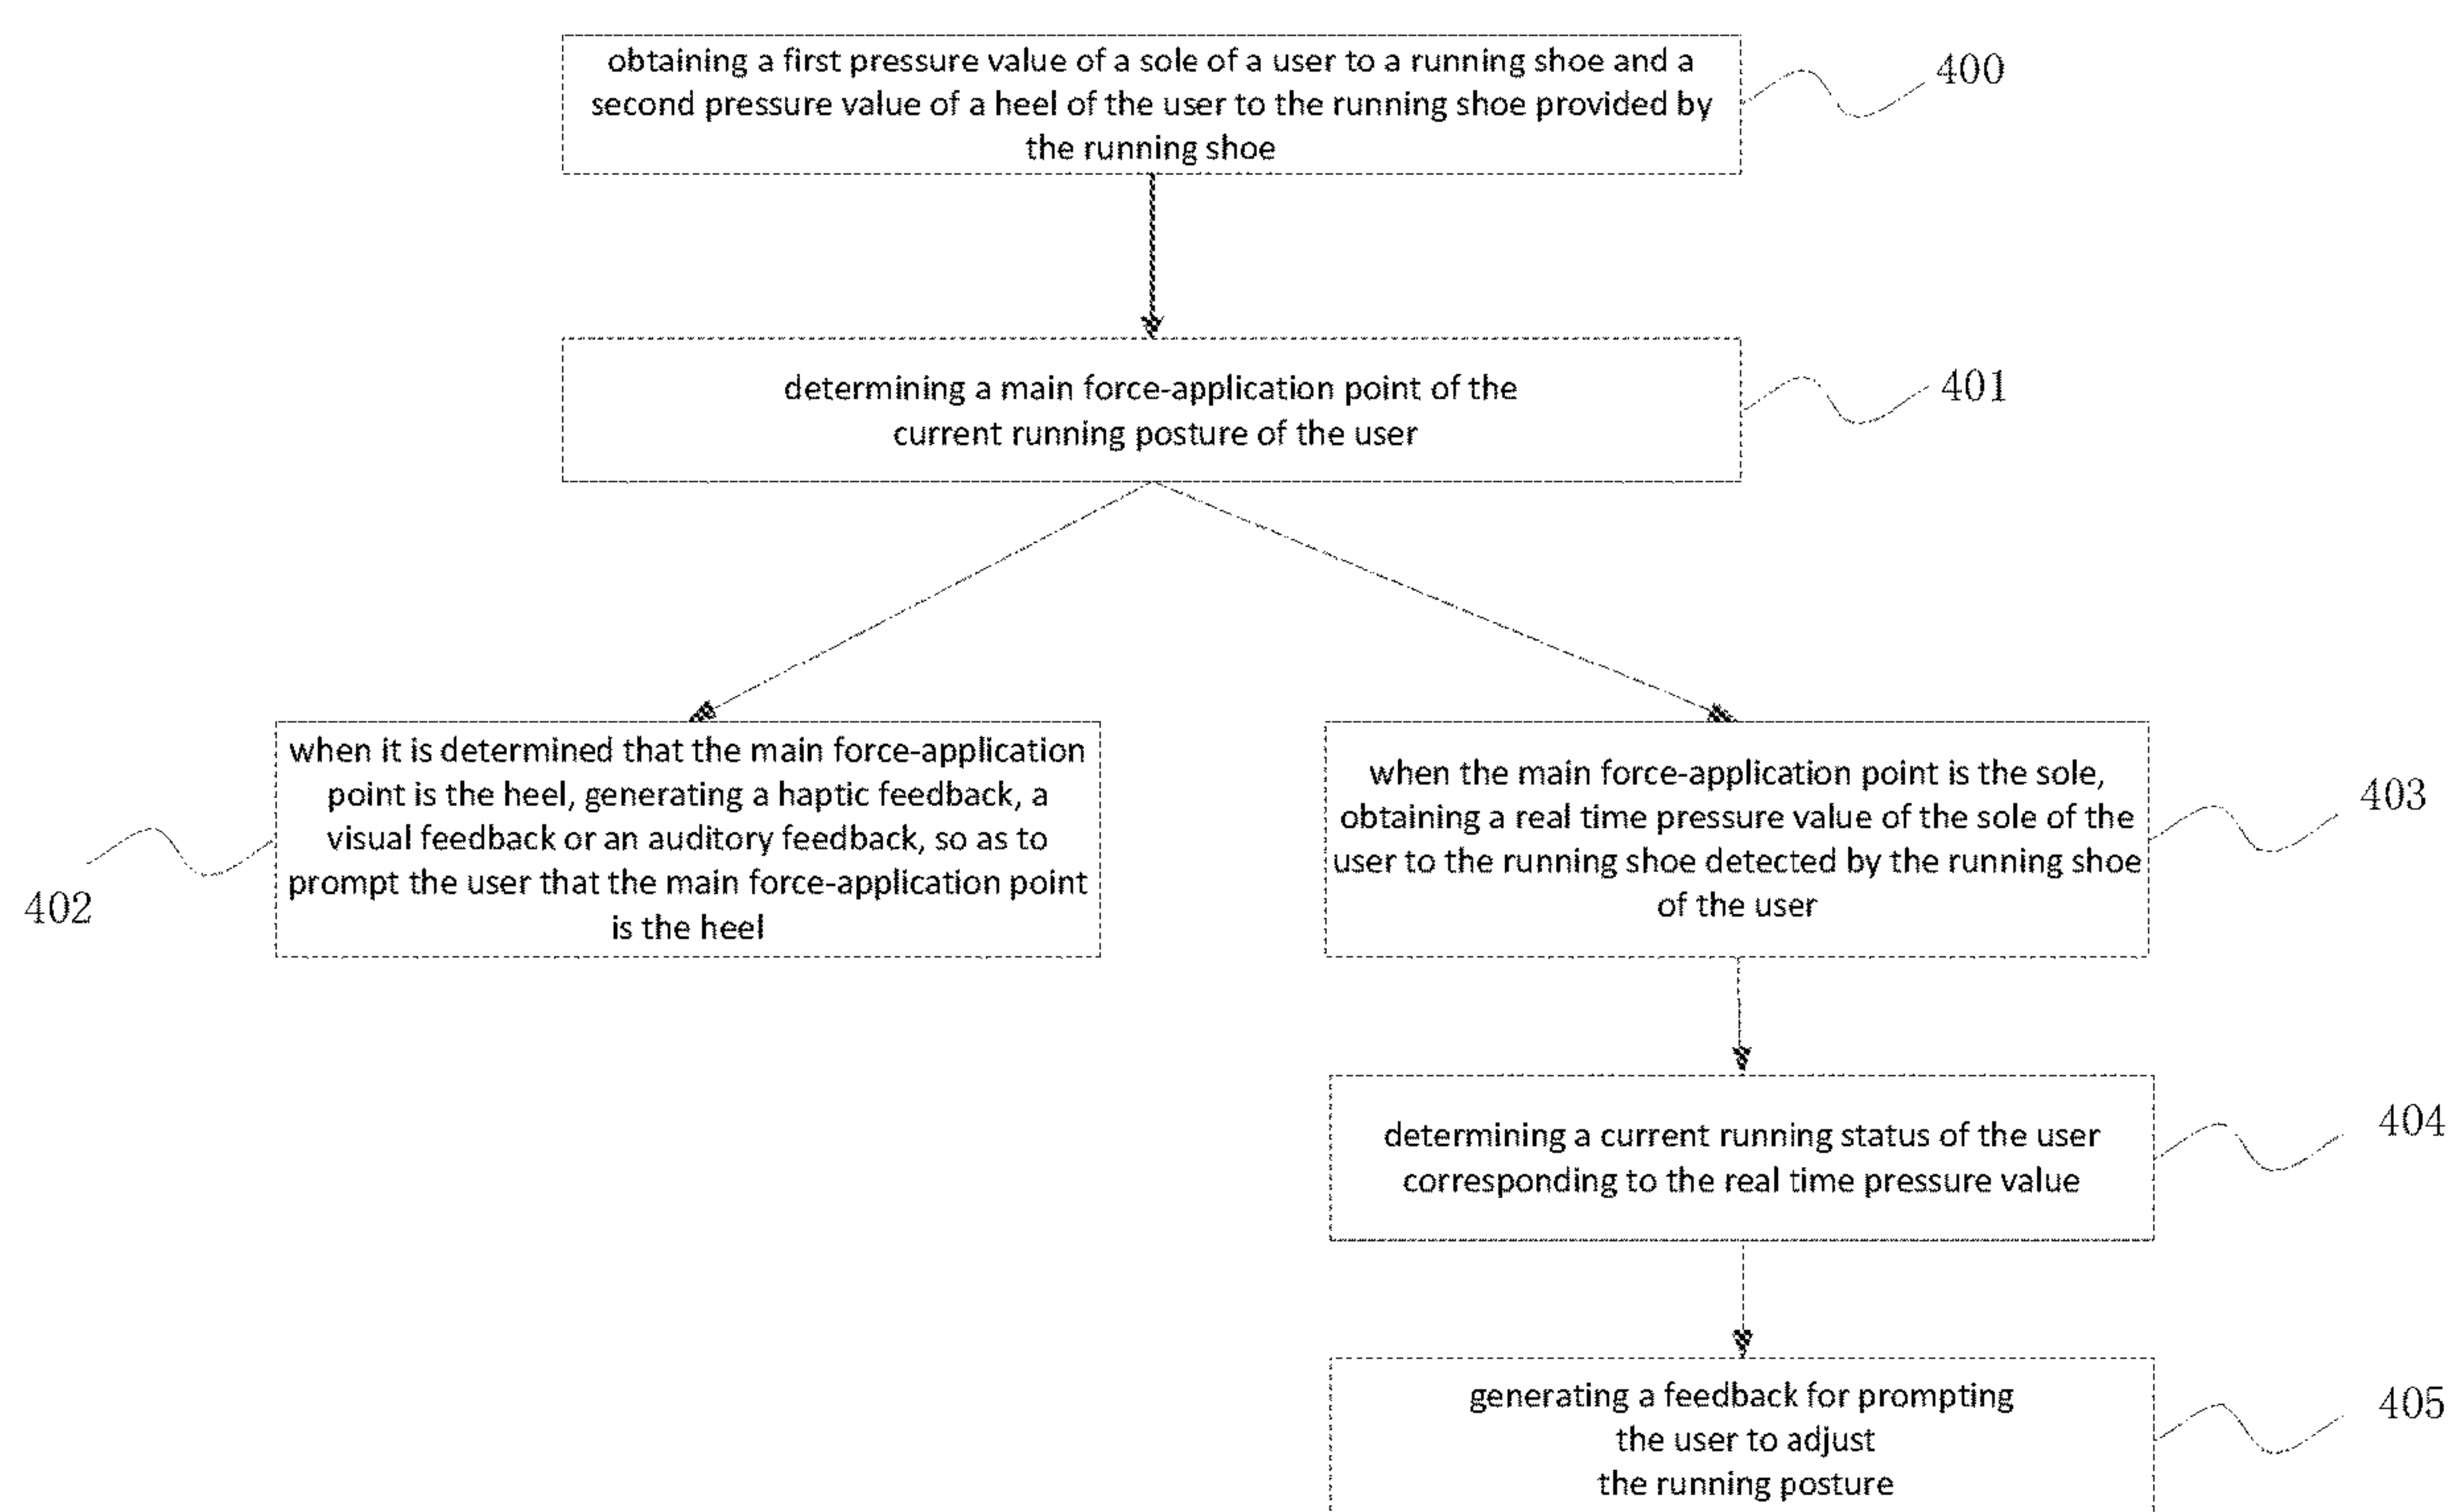 obtaining a first pressure value of a sole of a user to a running shoe and a
second pressure value of a heel of the user to the running shoe provided by
the running shoe
400
determining a main force-application point of the
current running posture of the user
401
when it is determined that the main force-application
point is the heel, generating a haptic feedback, a
visual feedback or an auditory feedback, so as to
prompt the user that the main force-application point
is the heel
402
when the main force-application point is the sole,
obtaining a real time pressure value of the sole of the
user to the running shoe detected by the running shoe
of the user
403
determining a current running status of the user
corresponding to the real time pressure value
404
generating a feedback for prompting
the user to adjust
the running posture
405